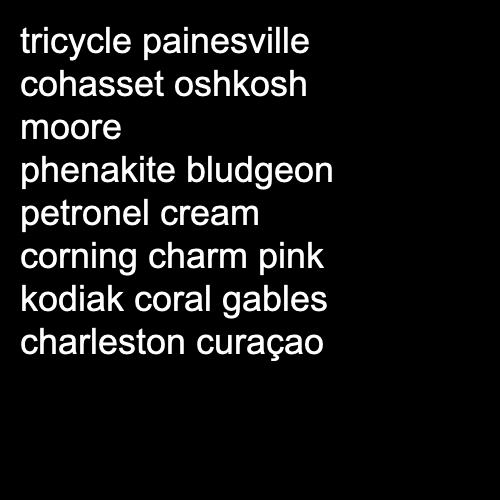 tricycle painesville
cohasset oshkosh
moore
phenakite bludgeon
petronel cream
corning charm pink
kodiak coral gables
charleston curaçao